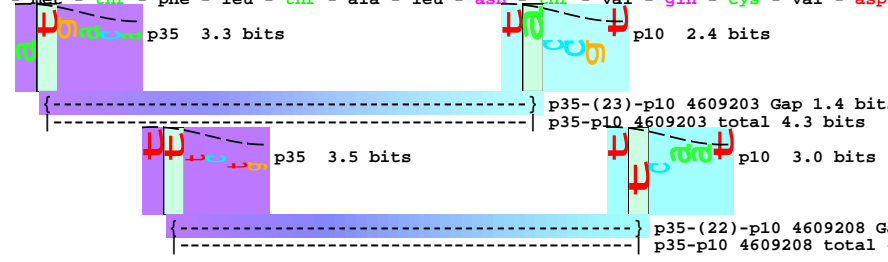 - met - thr - phe - leu - thr - ala - leu - asn - thr - val - gln - cys - val - asp
p35 3.3 bits
p10 2.4 bits
{-----------------------------------------------} p35-(23)-p10 4609203 Gap 1.4 bits
|-----------------------------------------------| p35-p10 4609203 total 4.3 bits
p35 3.5 bits
p10 3.0 bits
{---------------------------------------------} p35-(22)-p10 4609208 G
|---------------------------------------------| p35-p10 4609208 total